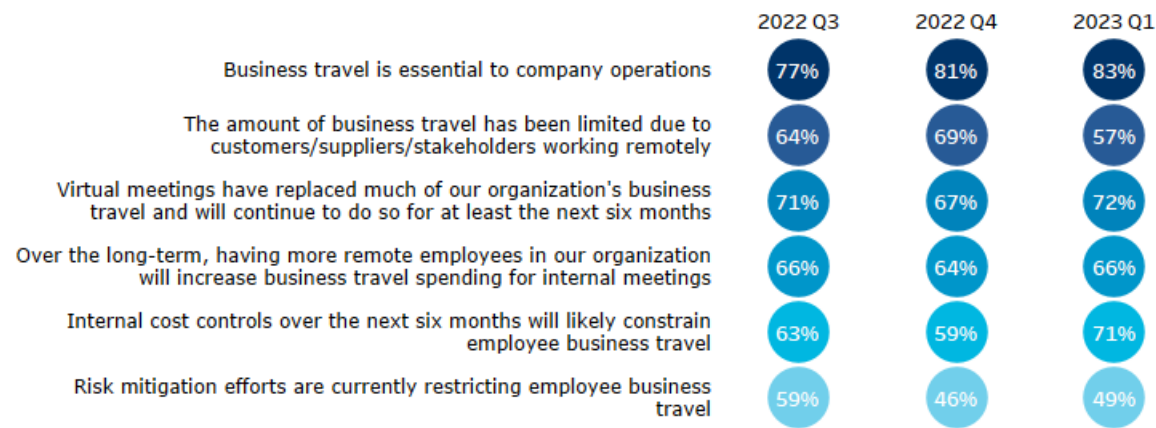 2022 Q3 2022 Q4 2023 Q1
Business travel is essential to company operations 77% 81% 83%
The amount of business travel has been limited due to
customers/suppliers/stakeholders working remotely 64% 69% 57%
Virtual meetings have replaced much of our organization's business
travel and will continue to do so for at least the next six months 71% 67% 72%
Over the long-term, having more remote employees in our organization
will increase business travel spending for internal meetings 66% 64% 66%
Internal cost controls over the next six months will likely constrain
employee business travel 63% 59% 71%
Risk mitigation efforts are currently restricting employee business
travel 59% 46% 49%